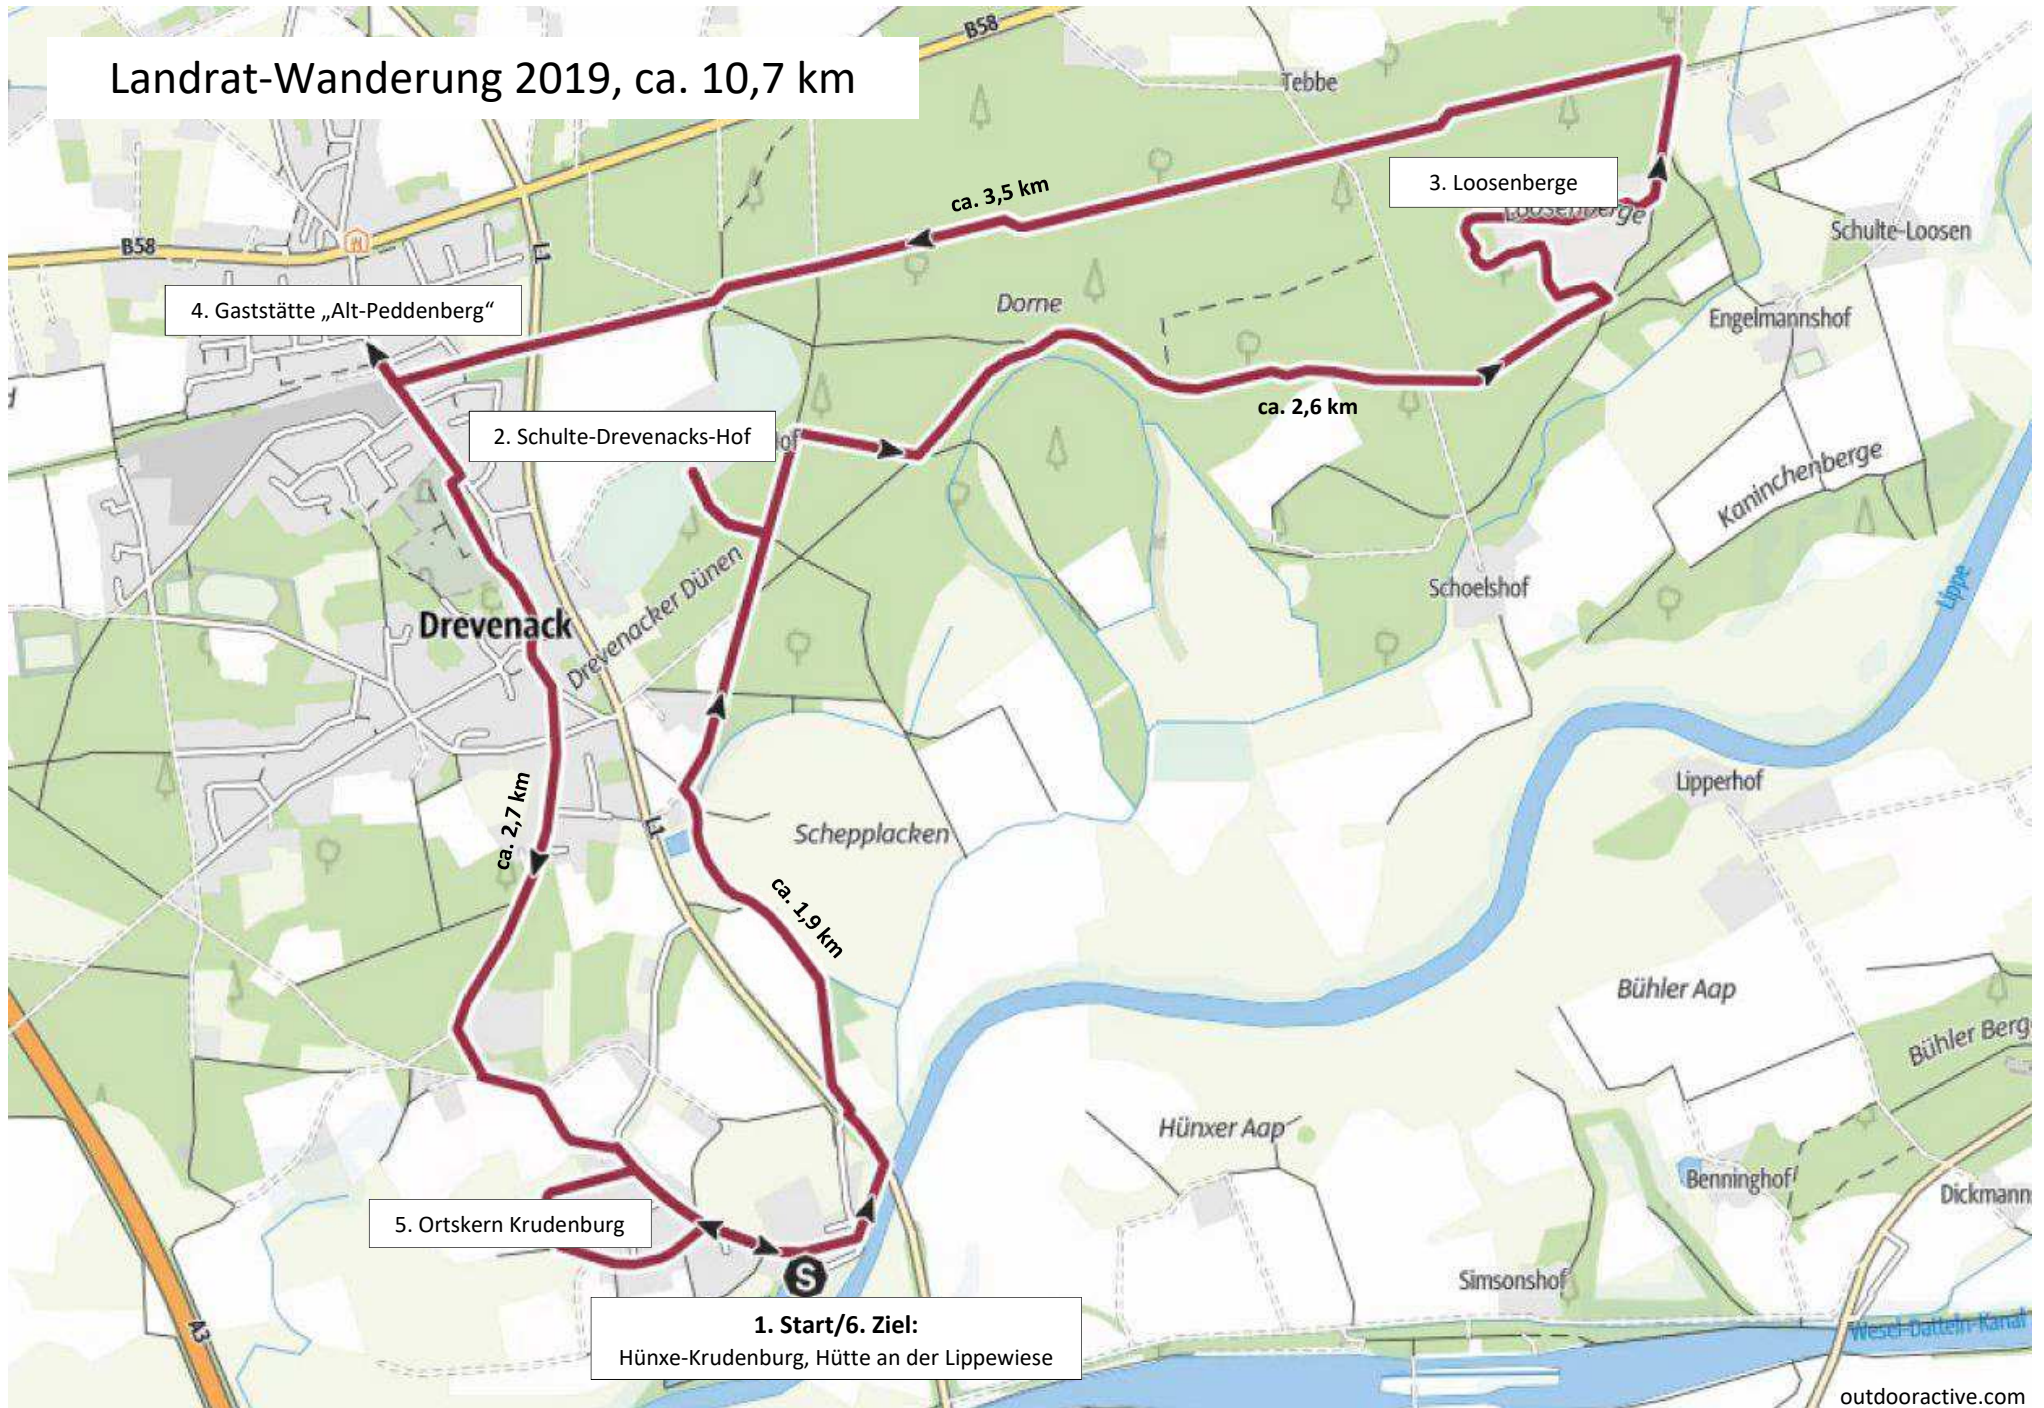 Landrat-Wanderung 2019, ca. 10,7 km
B58
Tebbe
3. Loosenberge
Loosenberge
ca. 3,5 km
Schulte-Loosen
B58
L1
4. Gaststätte „Alt-Peddenberg“
Dorne
Engelmannshof
2. Schulte-Drevenacks-Hof
of
ca. 2,6 km
Kaninchenberge
Drevenacker Dünen
Schoelshof
Lippe
Drevenack
Lipperhof
ca. 2,7 km
L1
Schepplacken
ca. 1,9 km
Bühler Aap
Bühler Berg
Hünxer Aap
Benninghof
Dickmann
5. Ortskern Krudenburg
S
Simsonshof
A3
1. Start/6. Ziel:
Hünxe-Krudenburg, Hütte an der Lippewiese
Wesel-Datteln-Kanal
outdooractive.com